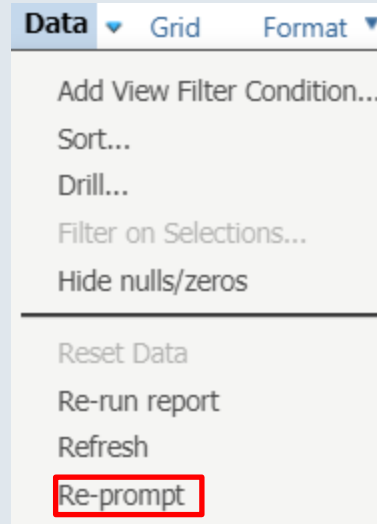 Data Grid Format
Add View Filter Condition...
Sort...
Drill...
Filter on Selections...
Hide nulls/zeros
Reset Data
Re-run report
Refresh
Re-prompt